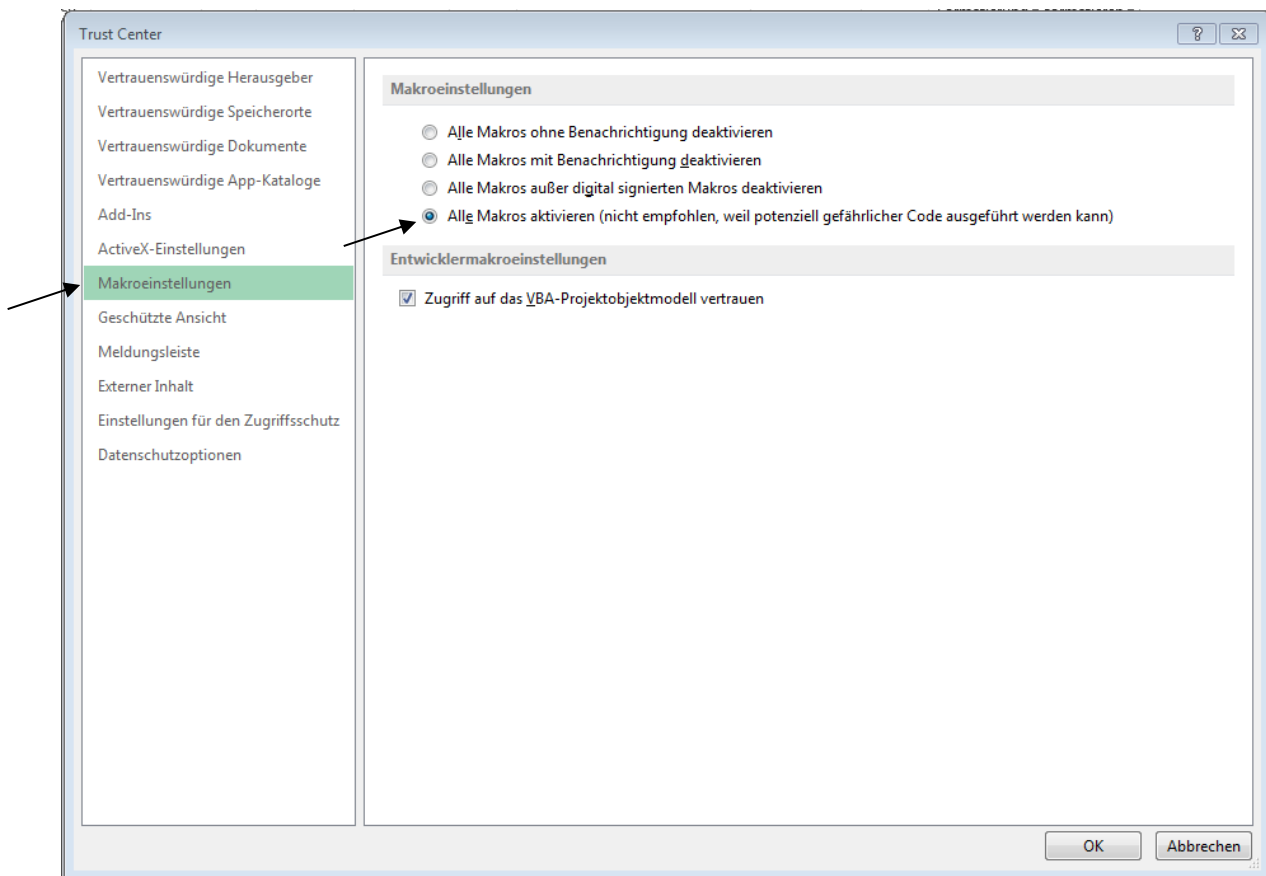 Trust Center
Vertrauenswürdige Herausgeber
Vertrauenswürdige Speicherorte
Vertrauenswürdige Dokumente
Vertrauenswürdige App-Kataloge
Add-Ins
ActiveX-Einstellungen
Makroeinstellungen
Geschützte Ansicht
Meldungsleiste
Externer Inhalt
Einstellungen für den Zugriffsschutz
Datenschutzoptionen
Makroeinstellungen
Alle Makros ohne Benachrichtigung deaktivieren
Alle Makros mit Benachrichtigung deaktivieren
Alle Makros außer digital signierten Makros deaktivieren
Alle Makros aktivieren (nicht empfohlen, weil potenziell gefährlicher Code ausgeführt werden kann)
Entwicklermakroeinstellungen
Zugriff auf das VBA-Projektobjektmodell vertrauen
OK
Abbrechen